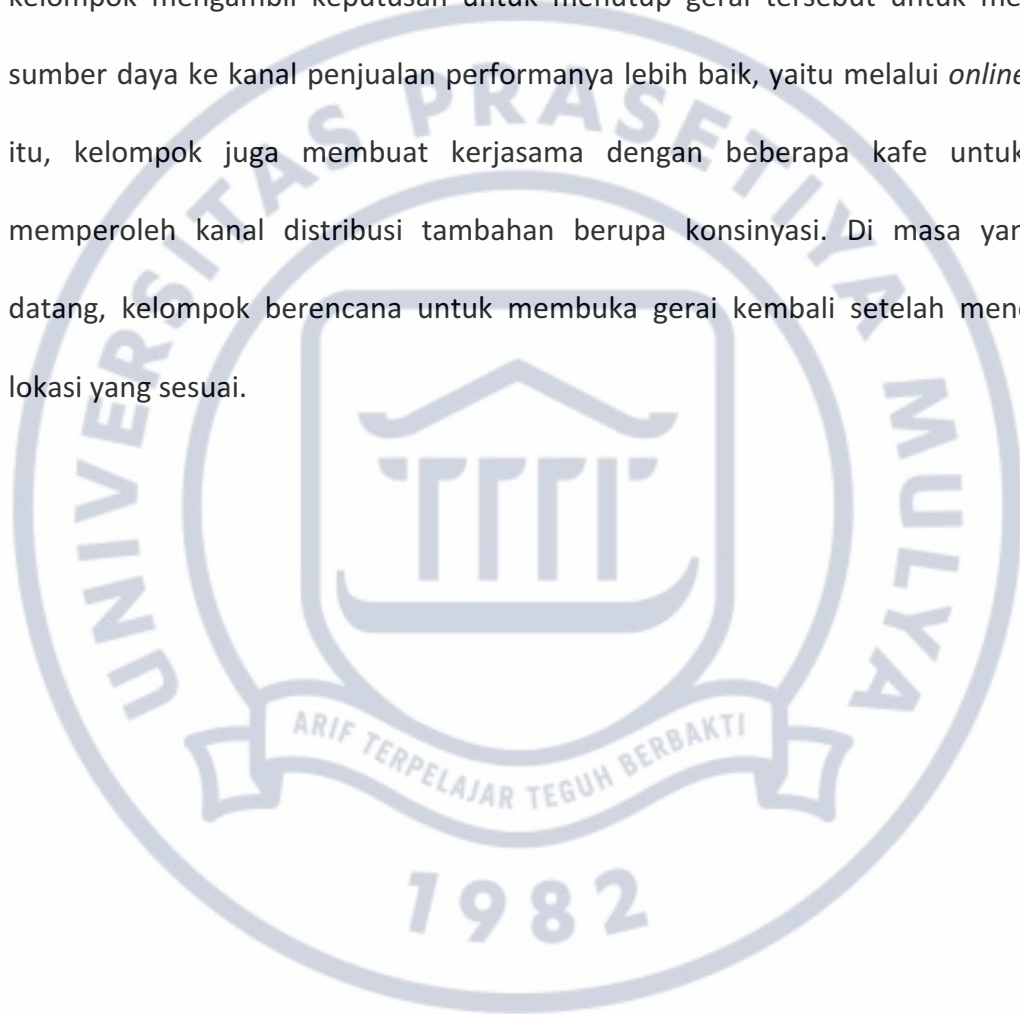 kelompok mengambil keputusan untuk menutup gerai tersebut untuk
sumber daya ke kanal penjualan performanya lebih baik, yaitu melalui online
itu, kelompok juga membuat kerjasama dengan beberapa kafe untuk
memperoleh kanal distribusi tambahan berupa konsinyasi. Di masa yan
datang, kelompok berencana untuk membuka gerai kembali setelah men
lokasi yang sesuai.
UNIVERSITAS PRASETIYA MULYA
ARIF TERPELAJAR TEGUH BERBAKTI
1982